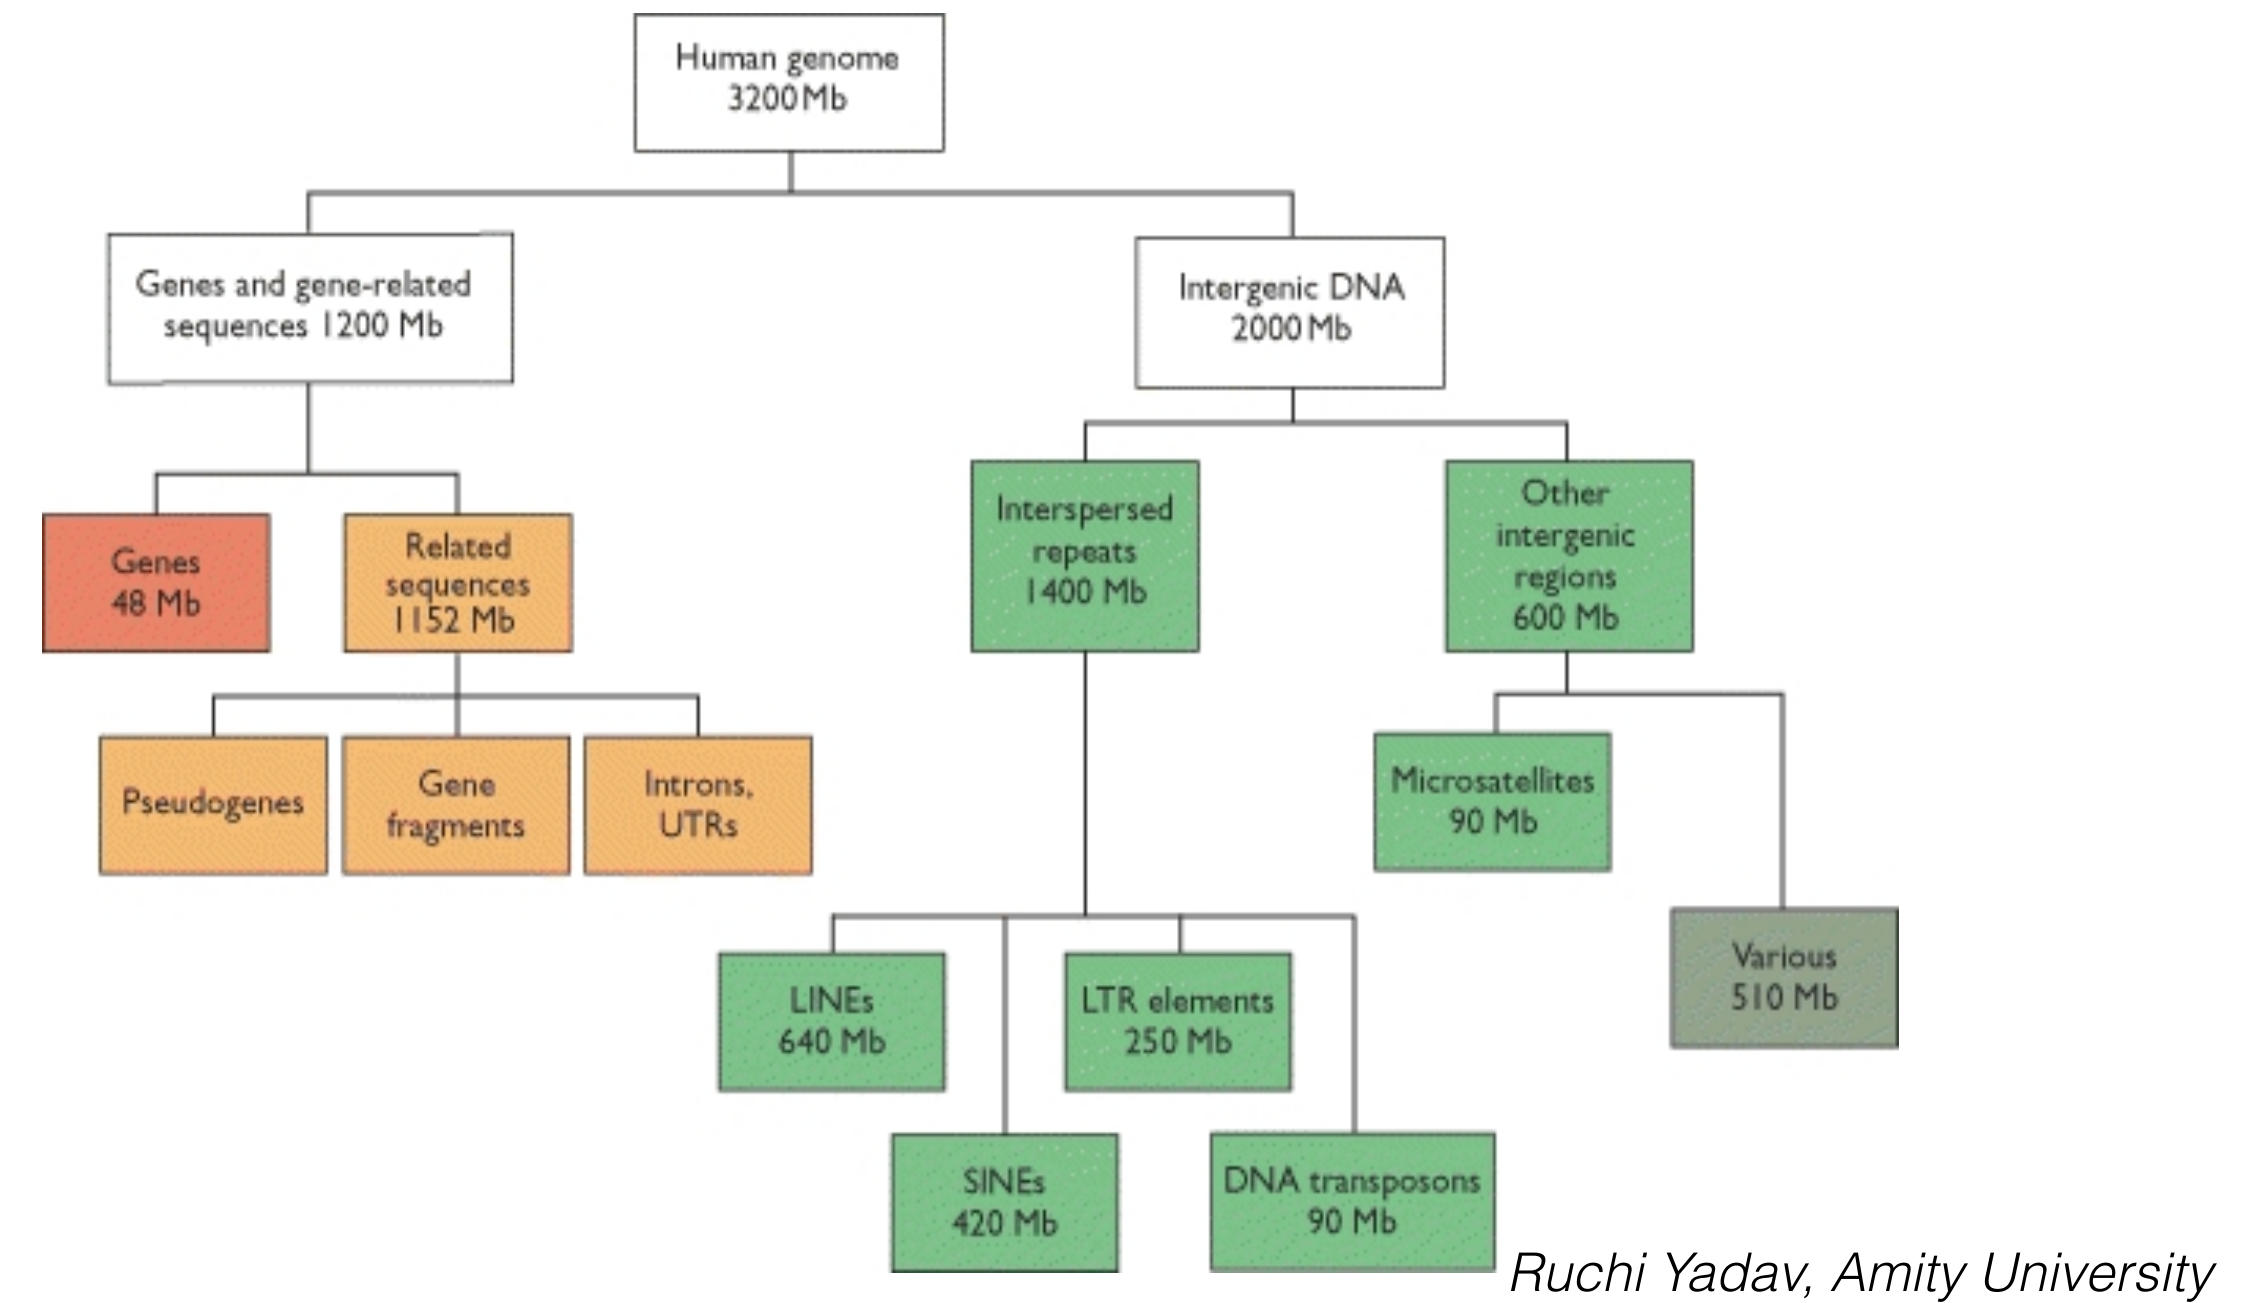 Human genome
3200 Mb
Genes and gene-related
sequences 1200 Mb
Intergenic DNA
2000 Mb
Genes
48 Mb
Related
sequences
1152 Mb
Interspersed
repeats
1400 Mb
Other
intergenic
regions
600 Mb
Pseudogenes
Gene
fragments
Introns,
UTRs
Microsatellites
90 Mb
Various
510 Mb
LINEs
640 Mb
LTR elements
250 Mb
SINEs
420 Mb
DNA transposons
90 Mb
Ruchi Yadav, Amity University